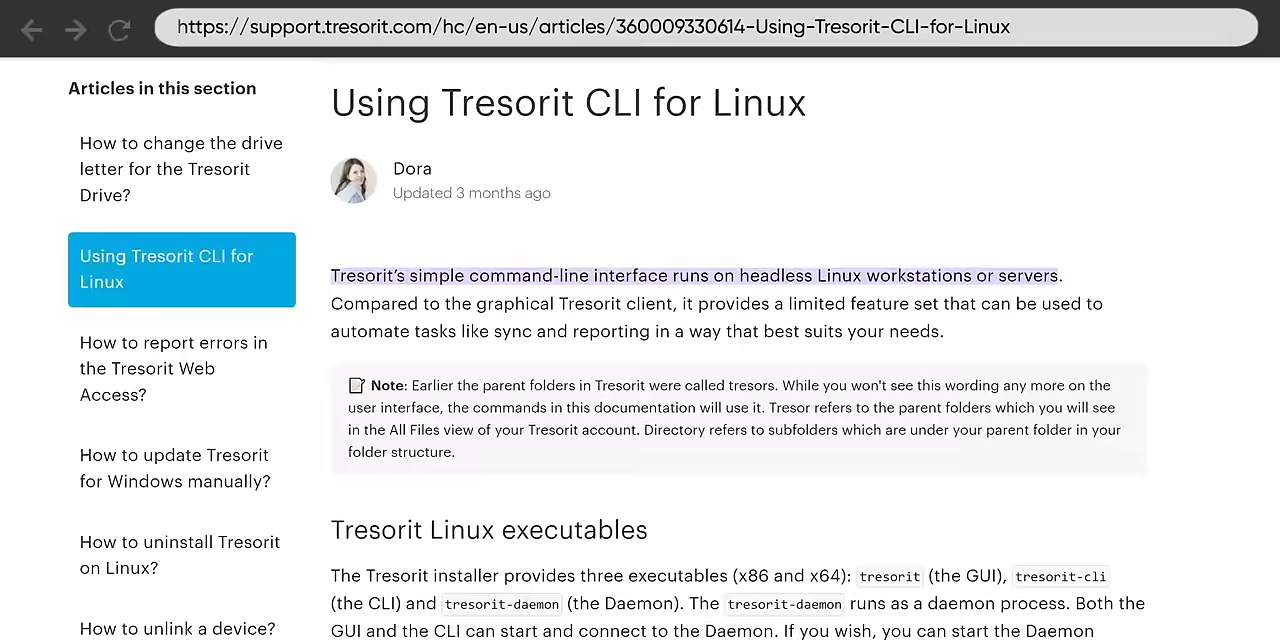 https://support.tresorit.com/hc/en-us/articles/360009330614-Using-Tresorit-CLI-for-Linux
Articles in this section
How to change the drive
letter for the Tresorit
Drive?
Using Tresorit CLI for
Linux
How to report errors in
the Tresorit Web
Access?
How to update Tresorit
for Windows manually?
How to uninstall Tresorit
on Linux?
How to unlink a device?
Using Tresorit CLI for Linux
Dora
Updated 3 months ago
Tresorit’s simple command-line interface runs on headless Linux workstations or servers.
Compared to the graphical Tresorit client, it provides a limited feature set that can be used to
automate tasks like sync and reporting in a way that best suits your needs.
Note: Earlier the parent folders in Tresorit were called tresors. While you won't see this wording any more on the
user interface, the commands in this documentation will use it. Tresor refers to the parent folders which you will see
in the All Files view of your Tresorit account. Directory refers to subfolders which are under your parent folder in your
folder structure.
Tresorit Linux executables
The Tresorit installer provides three executables (x86 and x64): tresorit (the GUI), tresorit-cli
(the CLI) and tresorit-daemon (the Daemon). The tresorit-daemon runs as a daemon process. Both the
GUI and the CLI can start and connect to the Daemon. If you wish, you can start the Daemon